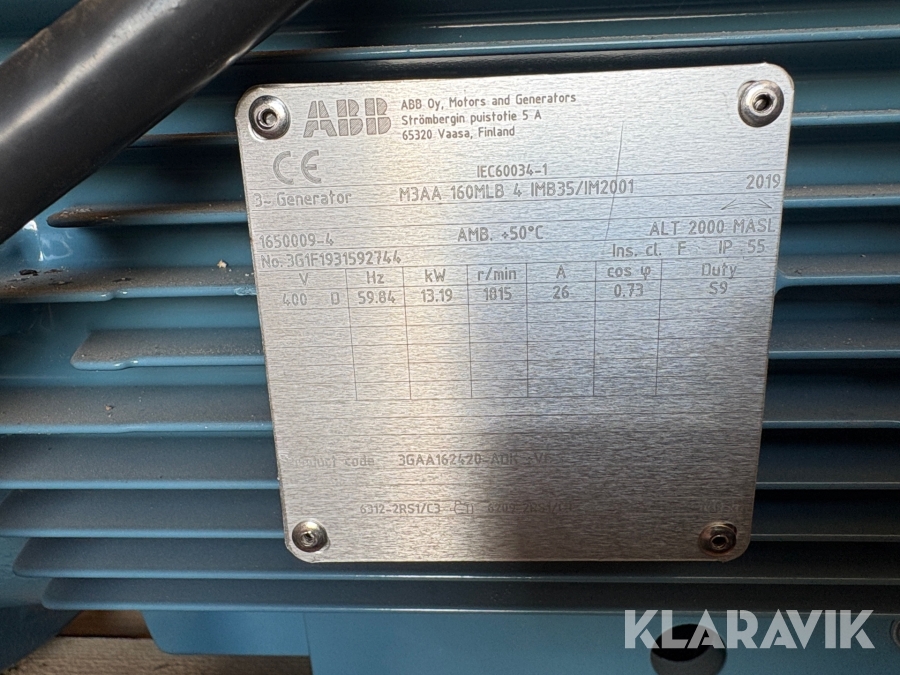 ABB
ABB Oy, Motors and Generators
Strömbergin puistotie 5 A
65320 Vaasa, Finland
CE
IEC60034-1
3~ Generator M3AA 160MLB 4 IMB35/IM2001 2019
1650009-4 AMB. +50°C ALT 2000 MASL
No. 3G1F1931592744 Ins. cl. F IP 55
V Hz kW r/min A cos φ Duty
400 D 59.84 13.19 1815 26 0.73 S9
code 3GAA162420-ADK
6312-2RS1/C3
KLARAVIK